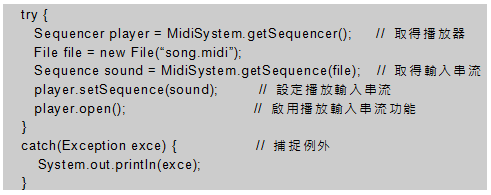 try {
Sequencer player = MidiSystem.getSequencer(); // 取得播放器
File file = new File(“song.midi”);
Sequence sound = MidiSystem.getSequence(file); // 取得輸入串流
player.setSequence(sound); // 設定播放輸入串流
player.open(); // 啟用播放輸入串流功能
}
catch(Exception exce) { // 捕捉例外
System.out.println(exce);
}